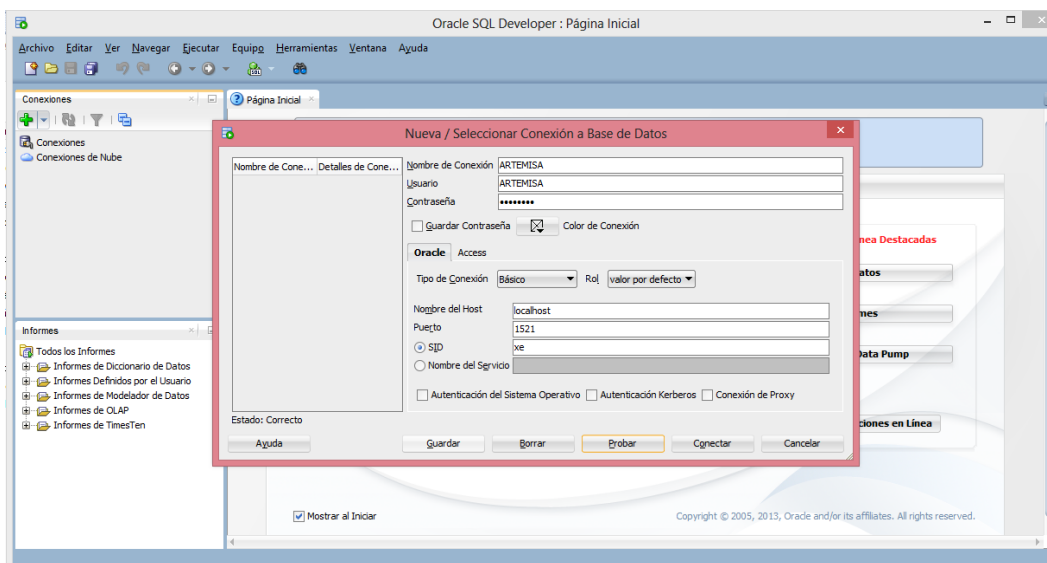 Oracle SQL Developer : Página Inicial
Archivo Editar Ver Navegar Ejecutar Equipo Herramientas Ventana Ayuda
Conexiones
Página Inicial
Conexiones
Conexiones de Nube
Nueva / Seleccionar Conexión a Base de Datos
Nombre de Cone... Detalles de Cone...
Nombre de Conexión ARTEMISA
Usuario ARTEMISA
Contraseña ••••••••
Guardar Contraseña Color de Conexión
Oracle Access
Tipo de Conexión Básico Rol valor por defecto
Nombre del Host localhost
Puerto 1521
SID xe
Nombre del Servicio
Autenticación del Sistema Operativo Autenticación Kerberos Conexión de Proxy
Estado: Correcto
Ayuda Guardar Borrar Probar Conectar Cancelar
nea Destacadas
atos
mes
Data Pump
ciones en Línea
Informes
Todos los Informes
Informes de Diccionario de Datos
Informes Definidos por el Usuario
Informes de Modelador de Datos
Informes de OLAP
Informes de TimesTen
Mostrar al Iniciar
Copyright © 2005, 2013, Oracle and/or its affiliates. All rights reserved.